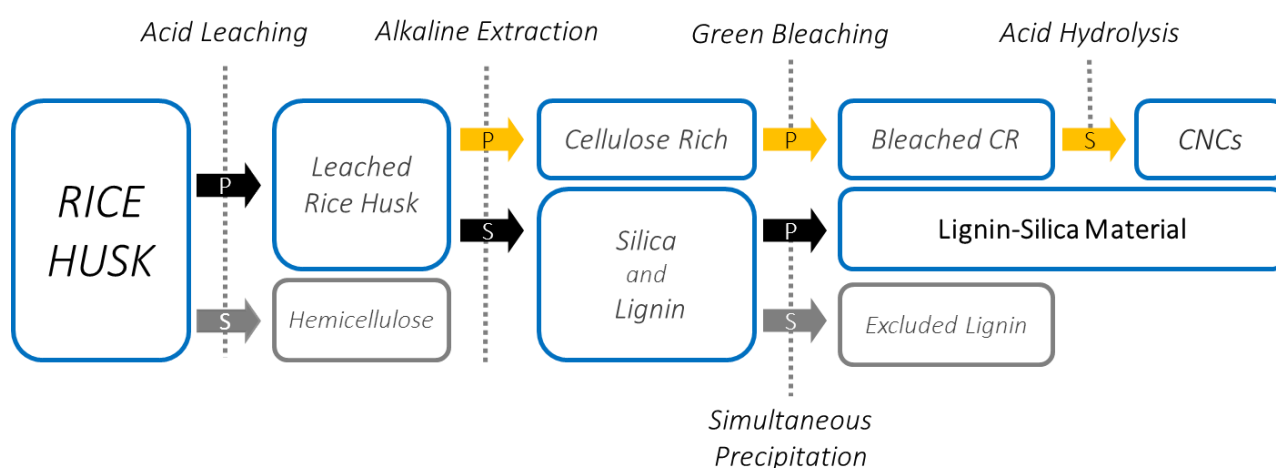 Acid Leaching
Alkaline Extraction
Green Bleaching
Acid Hydrolysis
RICE
HUSK
P
S
Leached
Rice Husk
Hemicellulose
P
S
Cellulose Rich
Silica
and
Lignin
P
P
S
Bleached CR
S
CNCs
Lignin-Silica Material
Excluded Lignin
Simultaneous
Precipitation